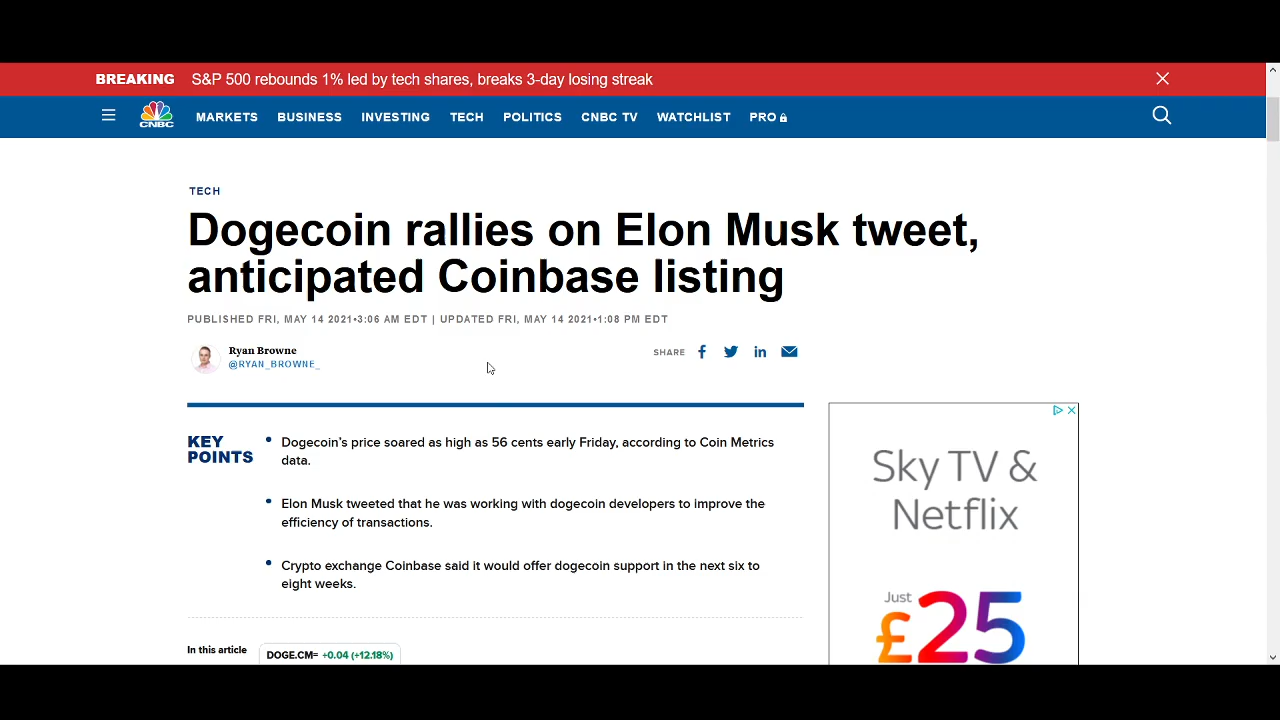 BREAKING S&P 500 rebounds 1% led by tech shares, breaks 3-day losing streak
CNBC MARKETS BUSINESS INVESTING TECH POLITICS CNBC TV WATCHLIST PRO
TECH
Dogecoin rallies on Elon Musk tweet,
anticipated Coinbase listing
PUBLISHED FRI, MAY 14 2021•3:06 AM EDT | UPDATED FRI, MAY 14 2021•1:08 PM EDT
Ryan Browne
@RYAN_BROWNE_
SHARE
KEY
POINTS
Dogecoin’s price soared as high as 56 cents early Friday, according to Coin Metrics
data.
Elon Musk tweeted that he was working with dogecoin developers to improve the
efficiency of transactions.
Crypto exchange Coinbase said it would offer dogecoin support in the next six to
eight weeks.
In this article DOGE.CM= +0.04 (+12.18%)
Sky TV &
Netflix
Just
£25